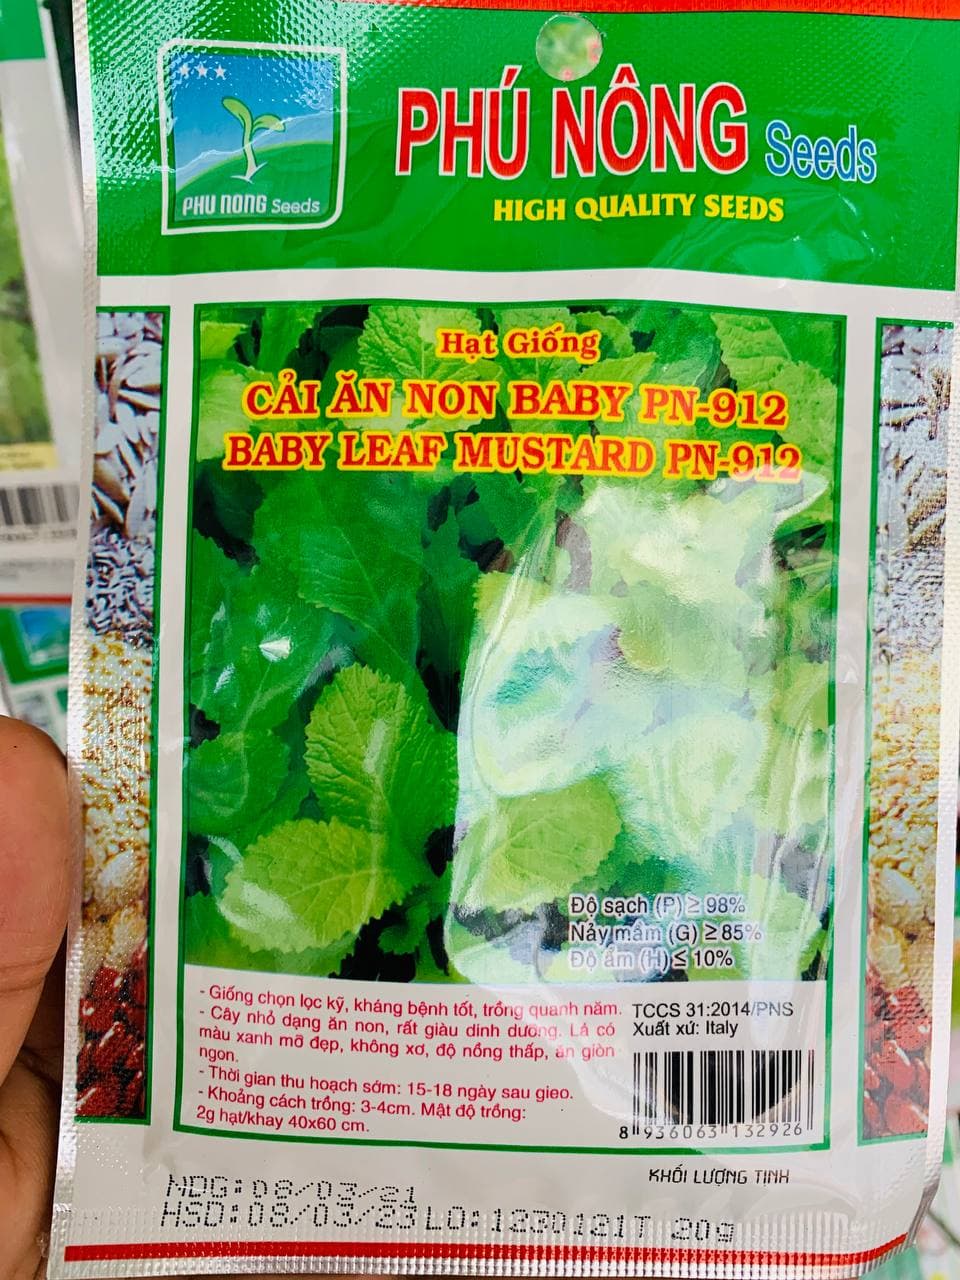 PHÚ NÔNG Seeds
HIGH QUALITY SEEDS
PHU NONG Seeds
Hạt Giống
CẢI ĂN NON BABY PN-912
BABY LEAF MUSTARD PN-912
Độ sạch (P) ≥ 98%
Nảy mầm (G) ≥ 85%
Độ ẩm (H) ≤ 10%
- Giống chọn lọc kỹ, kháng bệnh tốt, trồng quanh năm.
- Cây nhỏ dạng ăn non, rất giàu dinh dưỡng. Lá có
màu xanh mỡ đẹp, không xơ, độ nồng thấp, ăn giòn
ngon.
- Thời gian thu hoạch sớm: 15-18 ngày sau gieo.
- Khoảng cách trồng: 3-4cm. Mật độ trồng:
2g hạt/khay 40x60 cm.
TCCS 31:2014/PNS
Xuất xứ: Italy
8 936063 132926
KHỐI LƯỢNG TỊNH
NDG:08/03/21
HSD:08/03/23 LO:12301217 20g